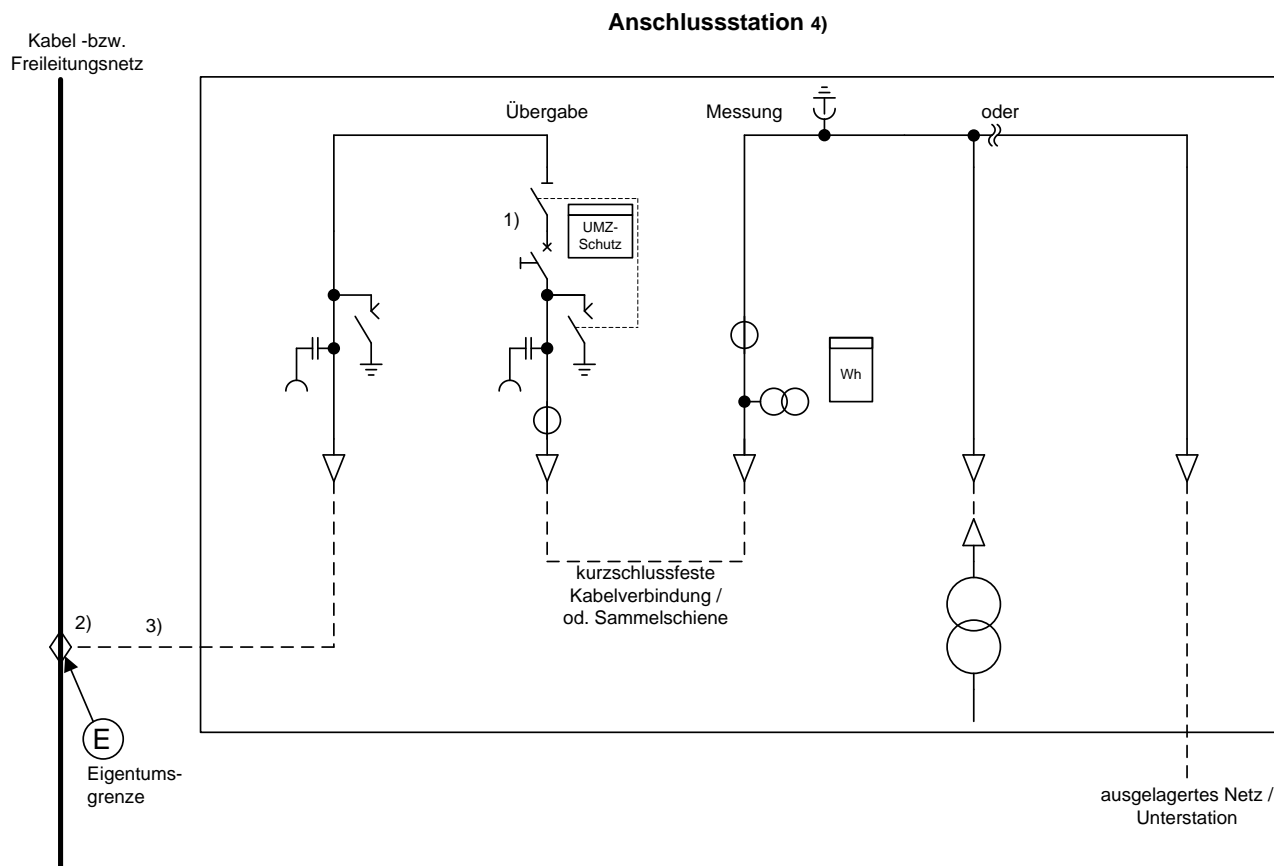 Anschlussstation 4)
Kabel -bzw.
Freileitungsnetz
Übergabe
Messung
oder
1)
UMZ-
Schutz
Wh
kurzschlussfeste
Kabelverbindung /
od. Sammelschiene
2)
3)
E
Eigentums-
grenze
ausgelagertes Netz /
Unterstation